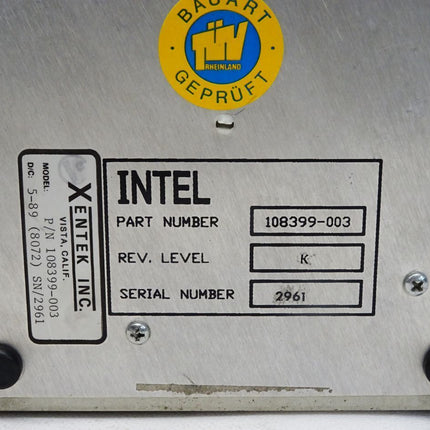 BAUART
TÜV
RHEINLAND
GEPRÜFT
INTEL
PART NUMBER 108399-003
REV. LEVEL K
SERIAL NUMBER 2961
XENTEK INC.
VISTA, CALIF.
MODEL: P/N 108399-003
D/C: 5-89 (8072) SN/2961